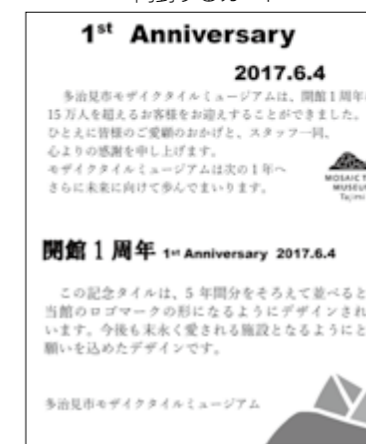 1st Anniversary
2017.6.4
多治見市モザイクタイルミュージアムは、開館1周年
15万人を超えるお客様をお迎えすることができました。
ひとえに皆様のご愛顧のおかげと、スタッフ一同、
心よりの感謝を申し上げます。
モザイクタイルミュージアムは次の1年へ
さらに未来に向けて歩んでまいります。
MOSAIC T
MUSEU
Tajimi
開館1周年 1st Anniversary 2017.6.4
この記念タイルは、5年間分をそろえて並べると
当館のロゴマークの形になるようにデザインされ
います。今後も末永く愛される施設となるようにと
願いを込めたデザインです。
多治見市モザイクタイルミュージアム